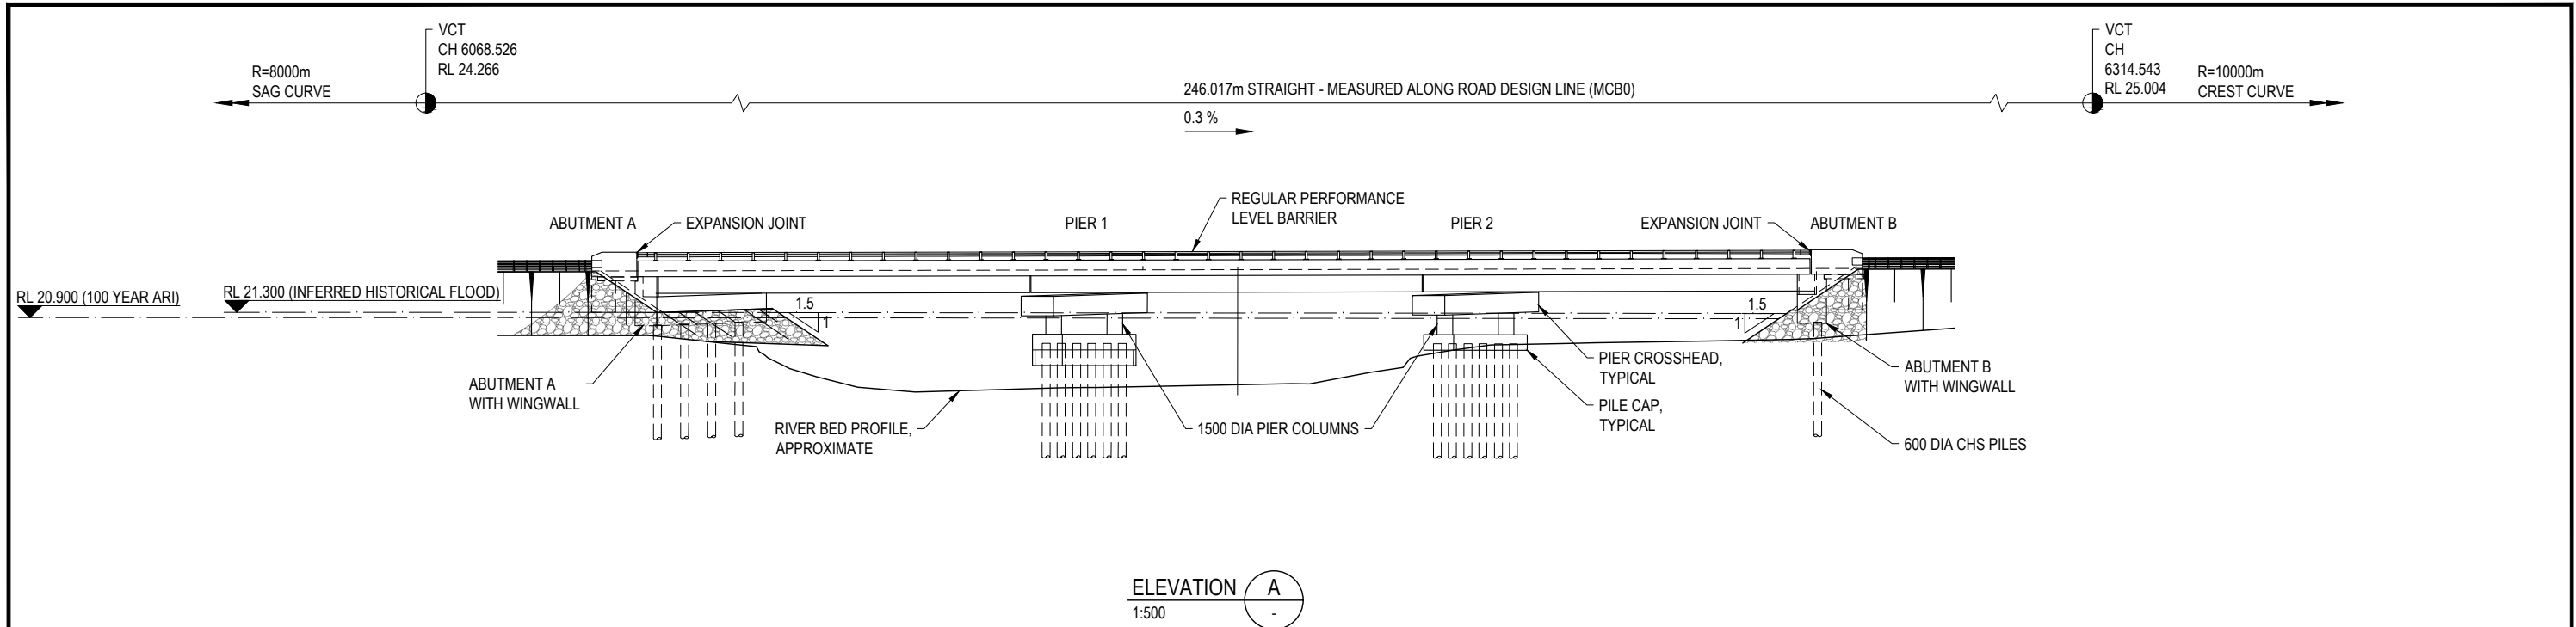 VCT
CH 6068.526
RL 24.266
R=8000m
SAG CURVE
246.017m STRAIGHT - MEASURED ALONG ROAD DESIGN LINE (MCB0)
0.3 %
VCT
CH
6314.543
RL 25.004
R=10000m
CREST CURVE
ABUTMENT A
EXPANSION JOINT
PIER 1
REGULAR PERFORMANCE
LEVEL BARRIER
PIER 2
EXPANSION JOINT
ABUTMENT B
RL 20.900 (100 YEAR ARI)
RL 21.300 (INFERRED HISTORICAL FLOOD)
1.5
1
1.5
1
ABUTMENT A
WITH WINGWALL
RIVER BED PROFILE,
APPROXIMATE
1500 DIA PIER COLUMNS
PIER CROSSHEAD,
TYPICAL
PILE CAP,
TYPICAL
ABUTMENT B
WITH WINGWALL
600 DIA CHS PILES
ELEVATION
A
1:500
-